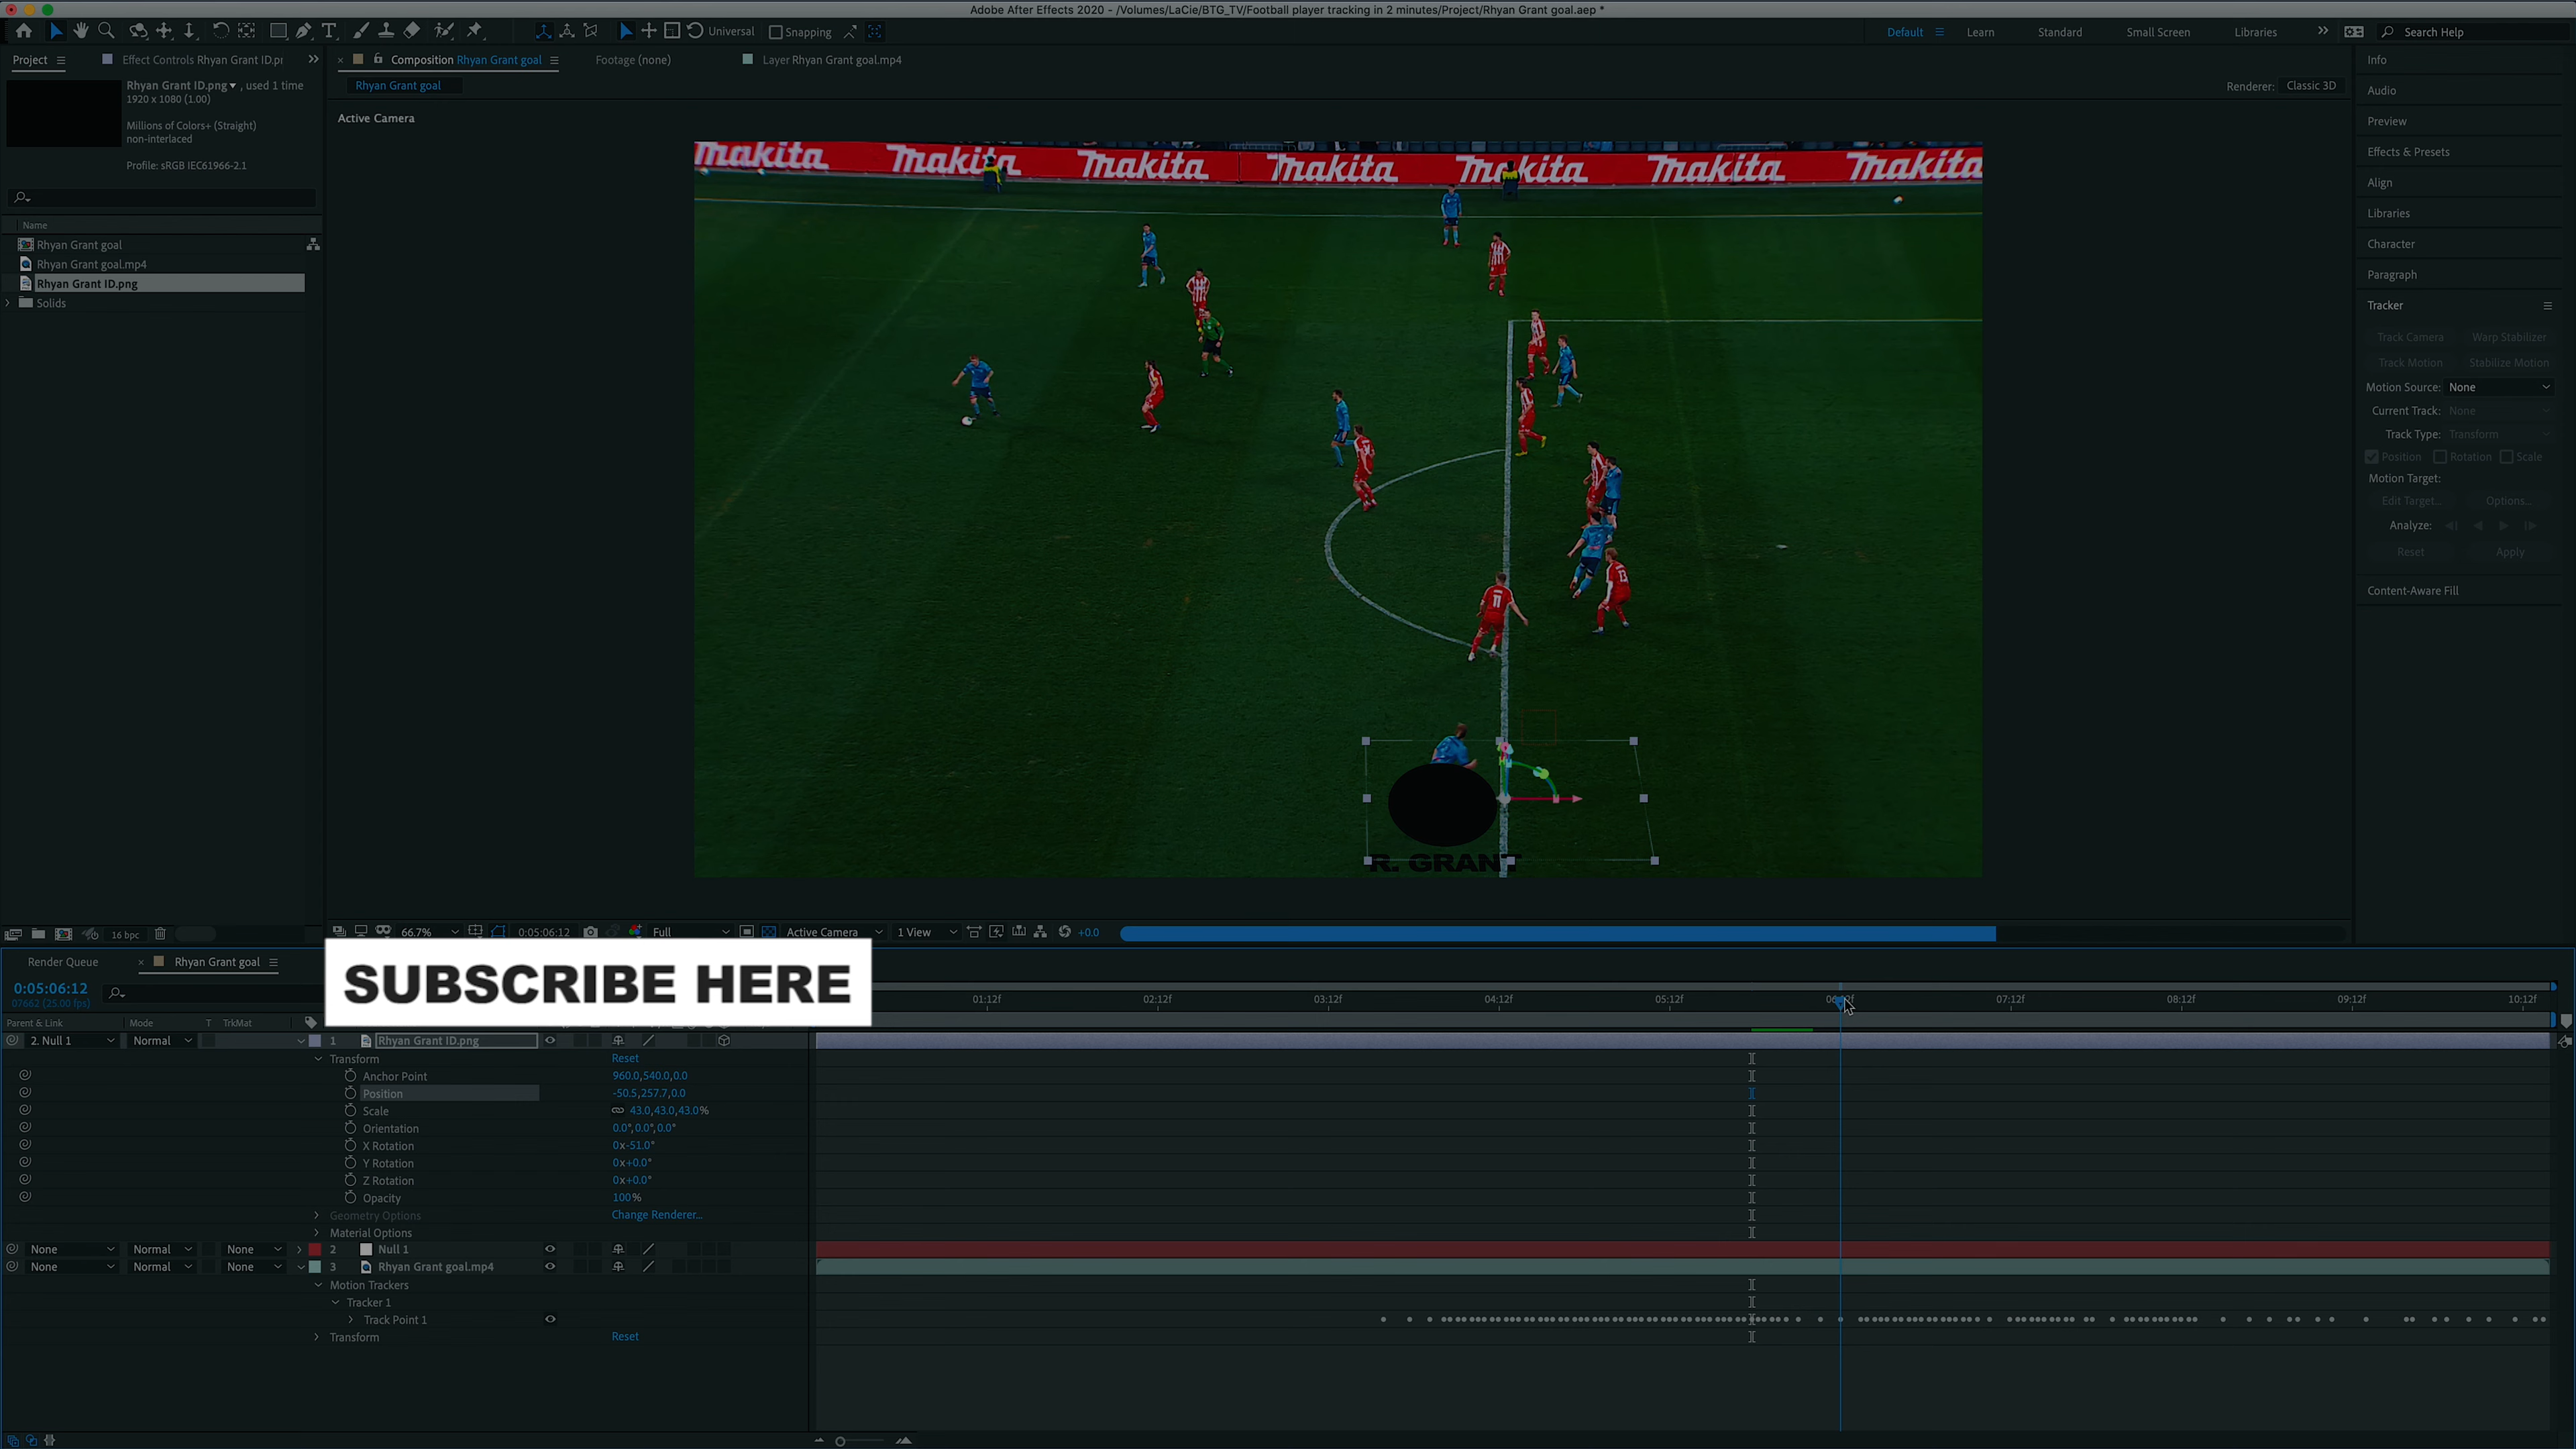 Adobe After Effects 2020 - /Volumes/LaCie/BTG_TV/Football player tracking in 2 minutes/Project/Rhyan Grant goal.aep *
Universal Snapping Default Learn Standard Small Screen Libraries Search Help
Project Effect Controls Rhyan Grant ID.pr
Composition Rhyan Grant goal Footage (none) Layer Rhyan Grant goal.mp4
Rhyan Grant goal
Renderer: Classic 3D
Rhyan Grant ID.png , used 1 time
1920 x 1080 (1.00)
Millions of Colors+ (Straight)
non-interlaced
Profile: sRGB IEC61966-2.1
Name
Rhyan Grant goal
Rhyan Grant goal.mp4
Rhyan Grant ID.png
Solids
16 bpc
Active Camera
makita makita makita makita makita makita makita
11
13
R. GRANT
66.7% 0:05:06:12 Full Active Camera 1 View +0.0
Info
Audio
Preview
Effects & Presets
Align
Libraries
Character
Paragraph
Tracker
Track Camera Warp Stabilizer
Track Motion Stabilize Motion
Motion Source: None
Current Track: None
Track Type: Transform
Position Rotation Scale
Motion Target:
Edit Target... Options...
Analyze:
Reset Apply
Content-Aware Fill
Render Queue Rhyan Grant goal
SUBSCRIBE HERE
0:05:06:12
07662 (25.00 fps)
01:12f 02:12f 03:12f 04:12f 05:12f 06:12f 07:12f 08:12f 09:12f 10:12f
Parent & Link Mode T TrkMat
2. Null 1 Normal 1 Rhyan Grant ID.png
Transform Reset
Anchor Point 960.0,540.0,0.0
Position -50.5,257.7,0.0
Scale 43.0,43.0,43.0%
Orientation 0.0°,0.0°,0.0°
X Rotation 0x-51.0°
Y Rotation 0x+0.0°
Z Rotation 0x+0.0°
Opacity 100%
Geometry Options Change Renderer...
Material Options
None Normal None 2 Null 1
None Normal None 3 Rhyan Grant goal.mp4
Motion Trackers
Tracker 1
Track Point 1
Transform Reset